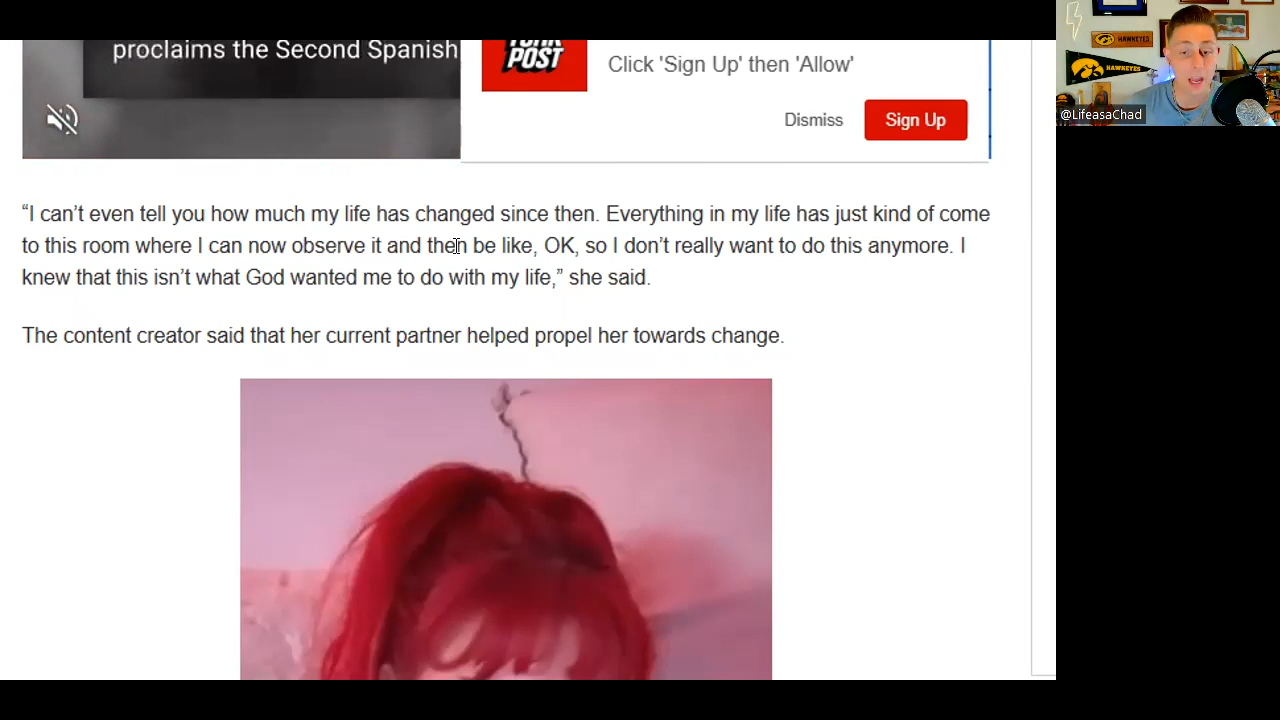 proclaims the Second Spanish
YORK
POST
Click 'Sign Up' then 'Allow'
Dismiss
Sign Up
HAWKEYES
HAWKEYES
@LifeasaChad
“I can’t even tell you how much my life has changed since then. Everything in my life has just kind of come
to this room where I can now observe it and then be like, OK, so I don’t really want to do this anymore. I
knew that this isn’t what God wanted me to do with my life,” she said.
The content creator said that her current partner helped propel her towards change.